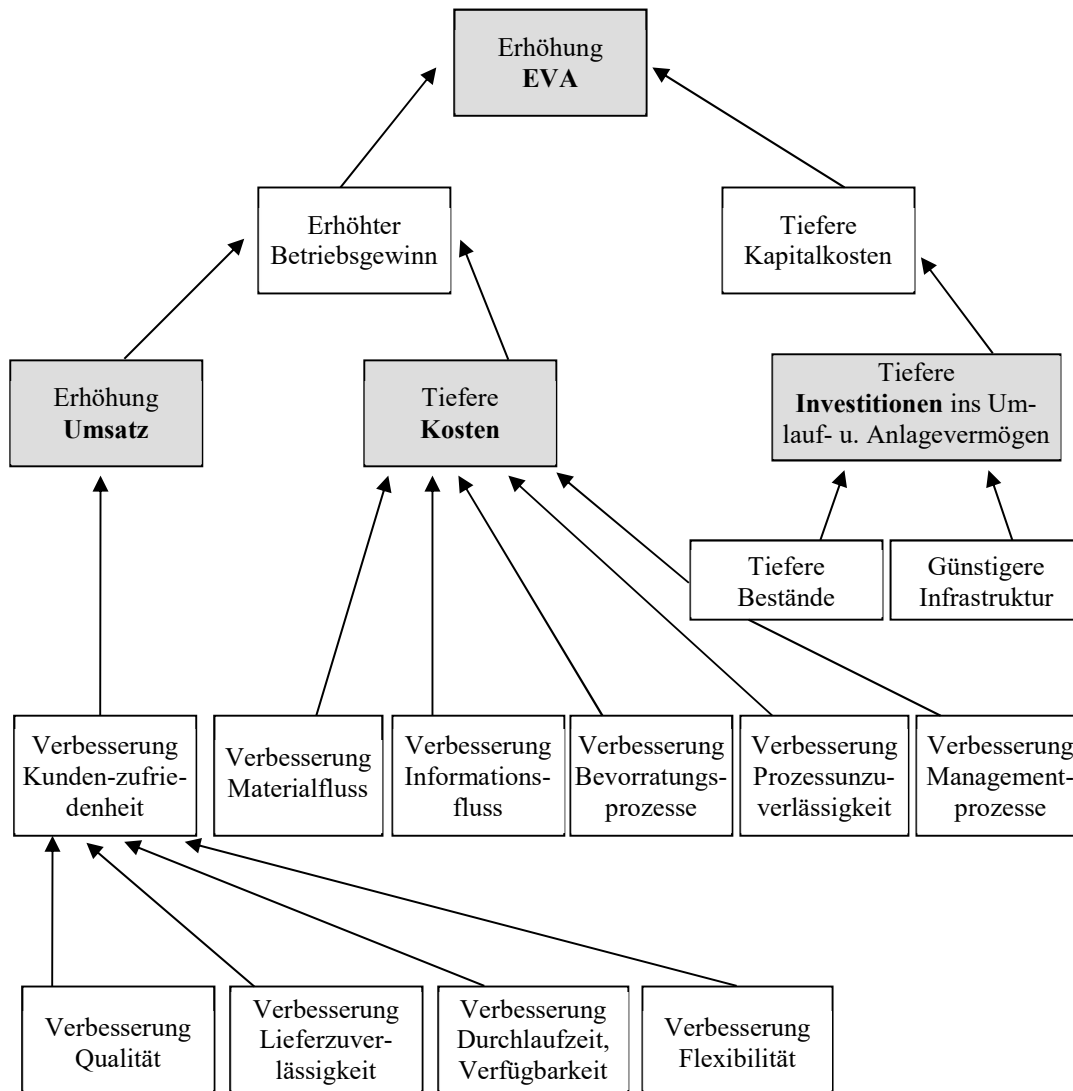 Erhöhung
EVA
Erhöhter
Betriebsgewinn
Tiefere
Kapitalkosten
Erhöhung
Umsatz
Tiefere
Kosten
Tiefere
Investitionen ins Um-
lauf- u. Anlagevermögen
Tiefere
Bestände
Günstigere
Infrastruktur
Verbesserung
Kunden-zufrie-
denheit
Verbesserung
Materialfluss
Verbesserung
Informations-
fluss
Verbesserung
Bevorratungs-
prozesse
Verbesserung
Prozessunzu-
verlässigkeit
Verbesserung
Management-
prozesse
Verbesserung
Qualität
Verbesserung
Lieferzuver-
lässigkeit
Verbesserung
Durchlaufzeit,
Verfügbarkeit
Verbesserung
Flexibilität